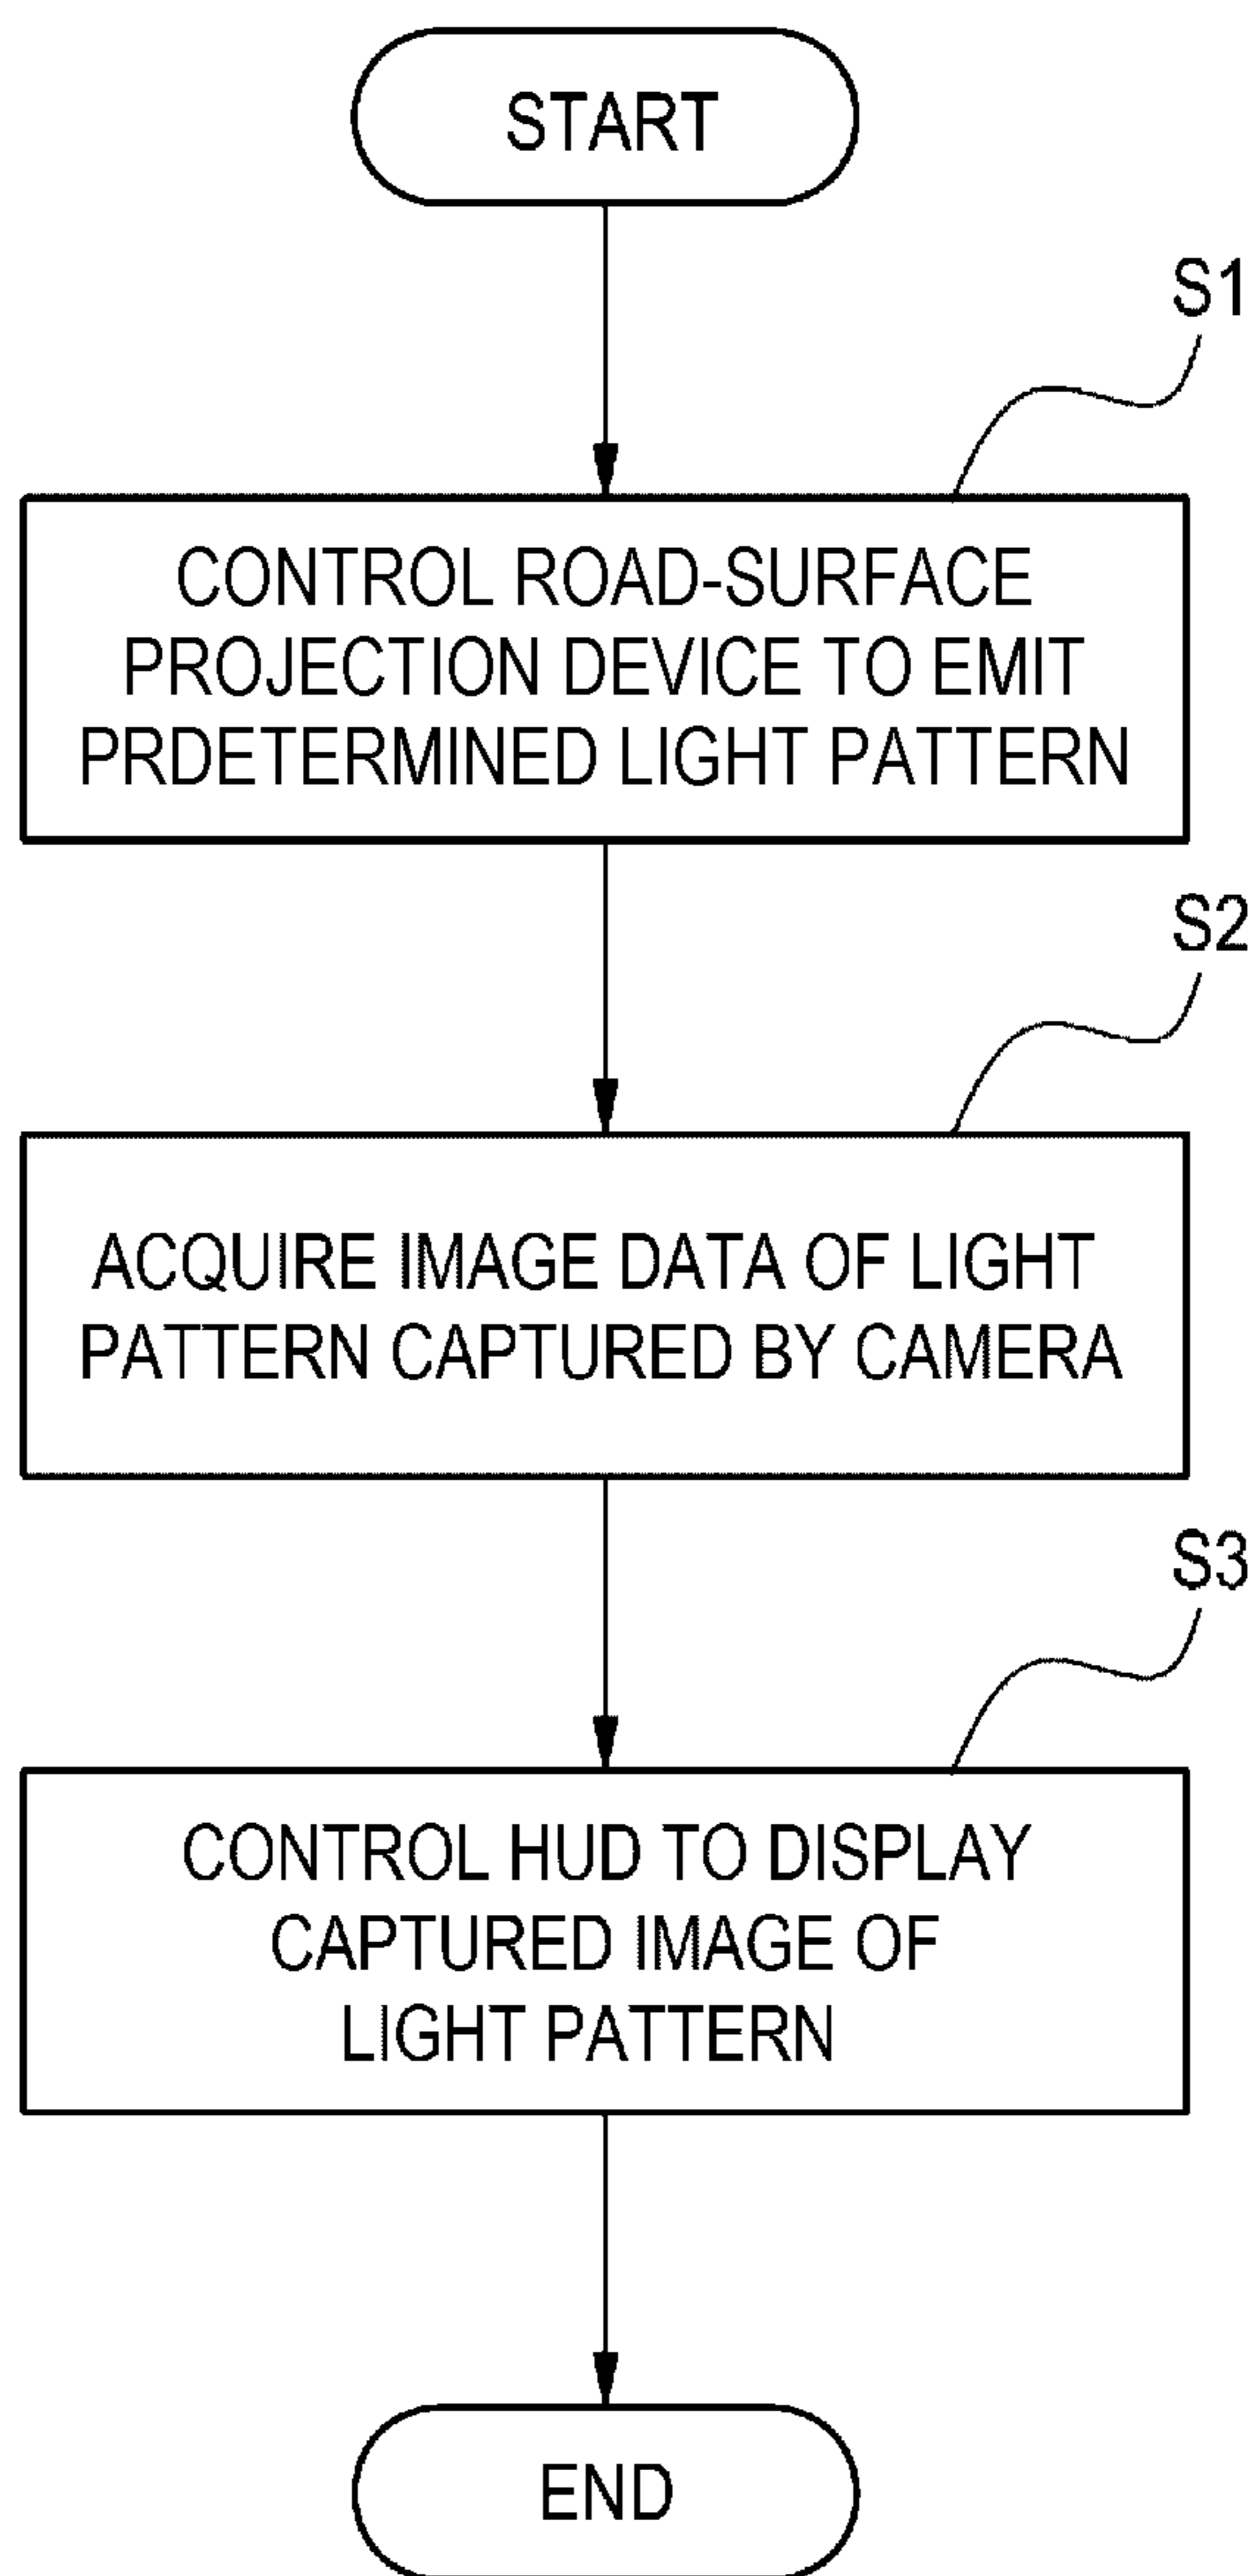 START
S1
CONTROL ROAD-SURFACE
PROJECTION DEVICE TO EMIT
PRDETERMINED LIGHT PATTERN
S2
ACQUIRE IMAGE DATA OF LIGHT
PATTERN CAPTURED BY CAMERA
S3
CONTROL HUD TO DISPLAY
CAPTURED IMAGE OF
LIGHT PATTERN
END